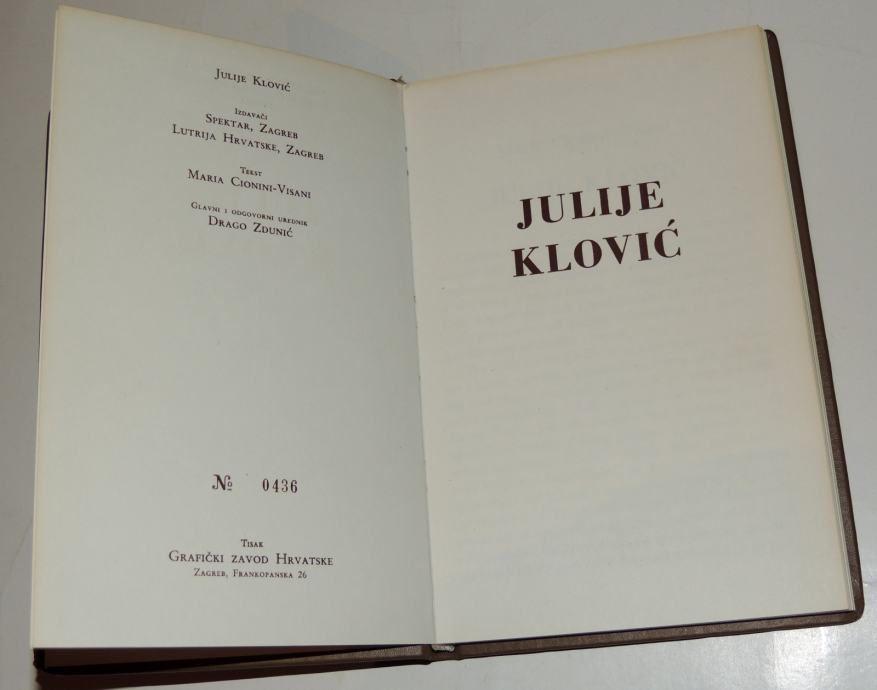 Julije Klović
Izdavači
Spektar, Zagreb
Lutrija Hrvatske, Zagreb
Tekst
Maria Cionini-Visani
Glavni i odgovorni urednik
Drago Zdunić
№ 0436
Tisak
Grafički zavod Hrvatske
Zagreb, Frankopanska 26
JULIJE
KLOVIĆ